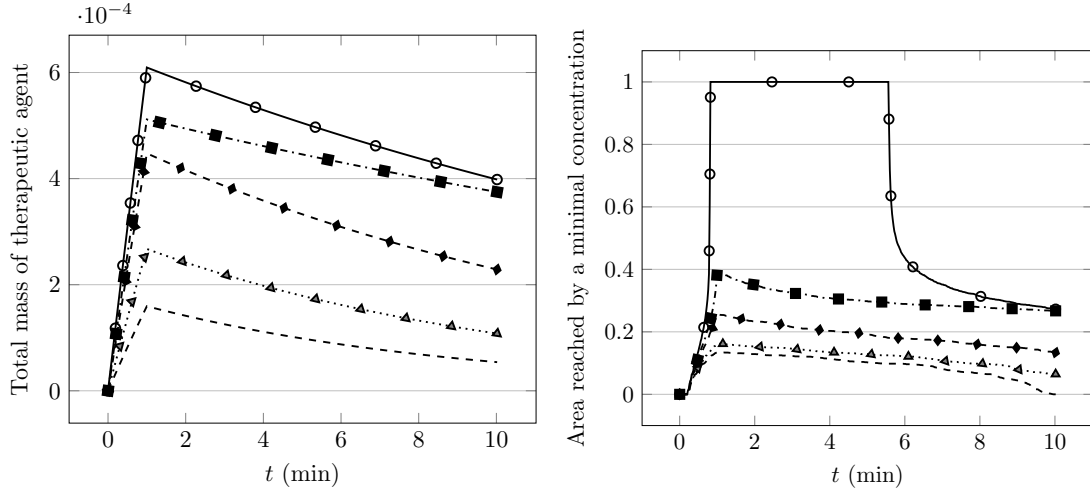 ·10⁻⁴
Total mass of therapeutic agent
6
4
2
0
0 2 4 6 8 10
t (min)
Area reached by a minimal concentration
1
0.8
0.6
0.4
0.2
0
0 2 4 6 8 10
t (min)